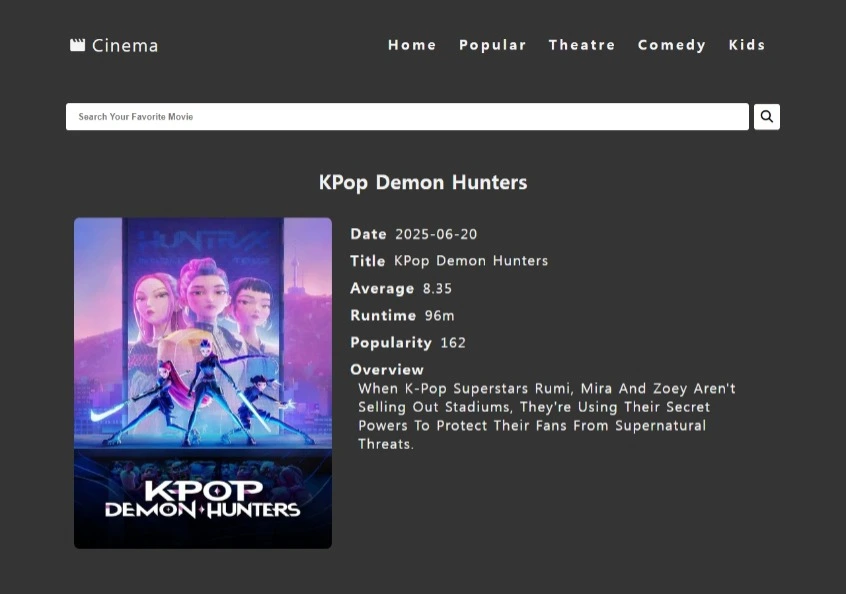 Cinema
Home Popular Theatre Comedy Kids
Search Your Favorite Movie
KPop Demon Hunters
HUNTR/X
Date 2025-06-20
Title KPop Demon Hunters
Average 8.35
Runtime 96m
Popularity 162
Overview
When K-Pop Superstars Rumi, Mira And Zoey Aren't
Selling Out Stadiums, They're Using Their Secret
Powers To Protect Their Fans From Supernatural
Threats.
K-POP
DEMON HUNTERS